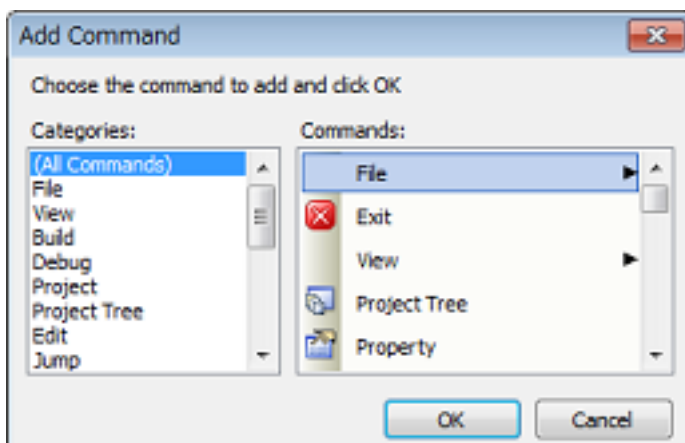 Add Command
Choose the command to add and click OK
Categories:
(All Commands)
File
View
Build
Debug
Project
Project Tree
Edit
Jump
Commands:
File
Exit
View
Project Tree
Property
OK
Cancel